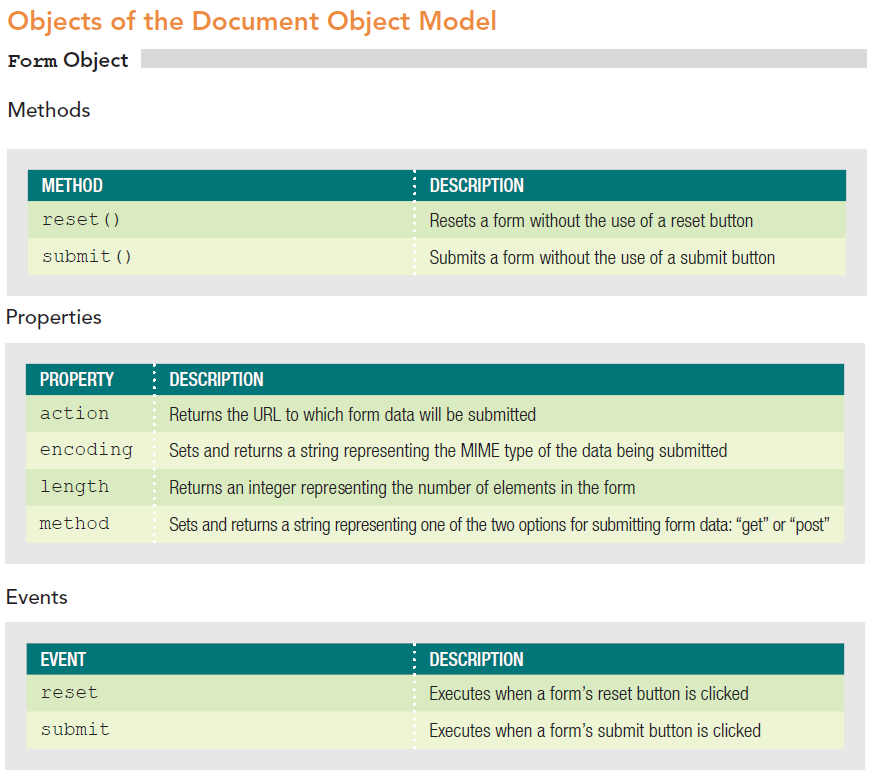 Objects of the Document Object Model
Form Object
Methods
METHOD DESCRIPTION
reset() Resets a form without the use of a reset button
submit() Submits a form without the use of a submit button
Properties
PROPERTY DESCRIPTION
action Returns the URL to which form data will be submitted
encoding Sets and returns a string representing the MIME type of the data being submitted
length Returns an integer representing the number of elements in the form
method Sets and returns a string representing one of the two options for submitting form data: “get” or “post”
Events
EVENT DESCRIPTION
reset Executes when a form’s reset button is clicked
submit Executes when a form’s submit button is clicked